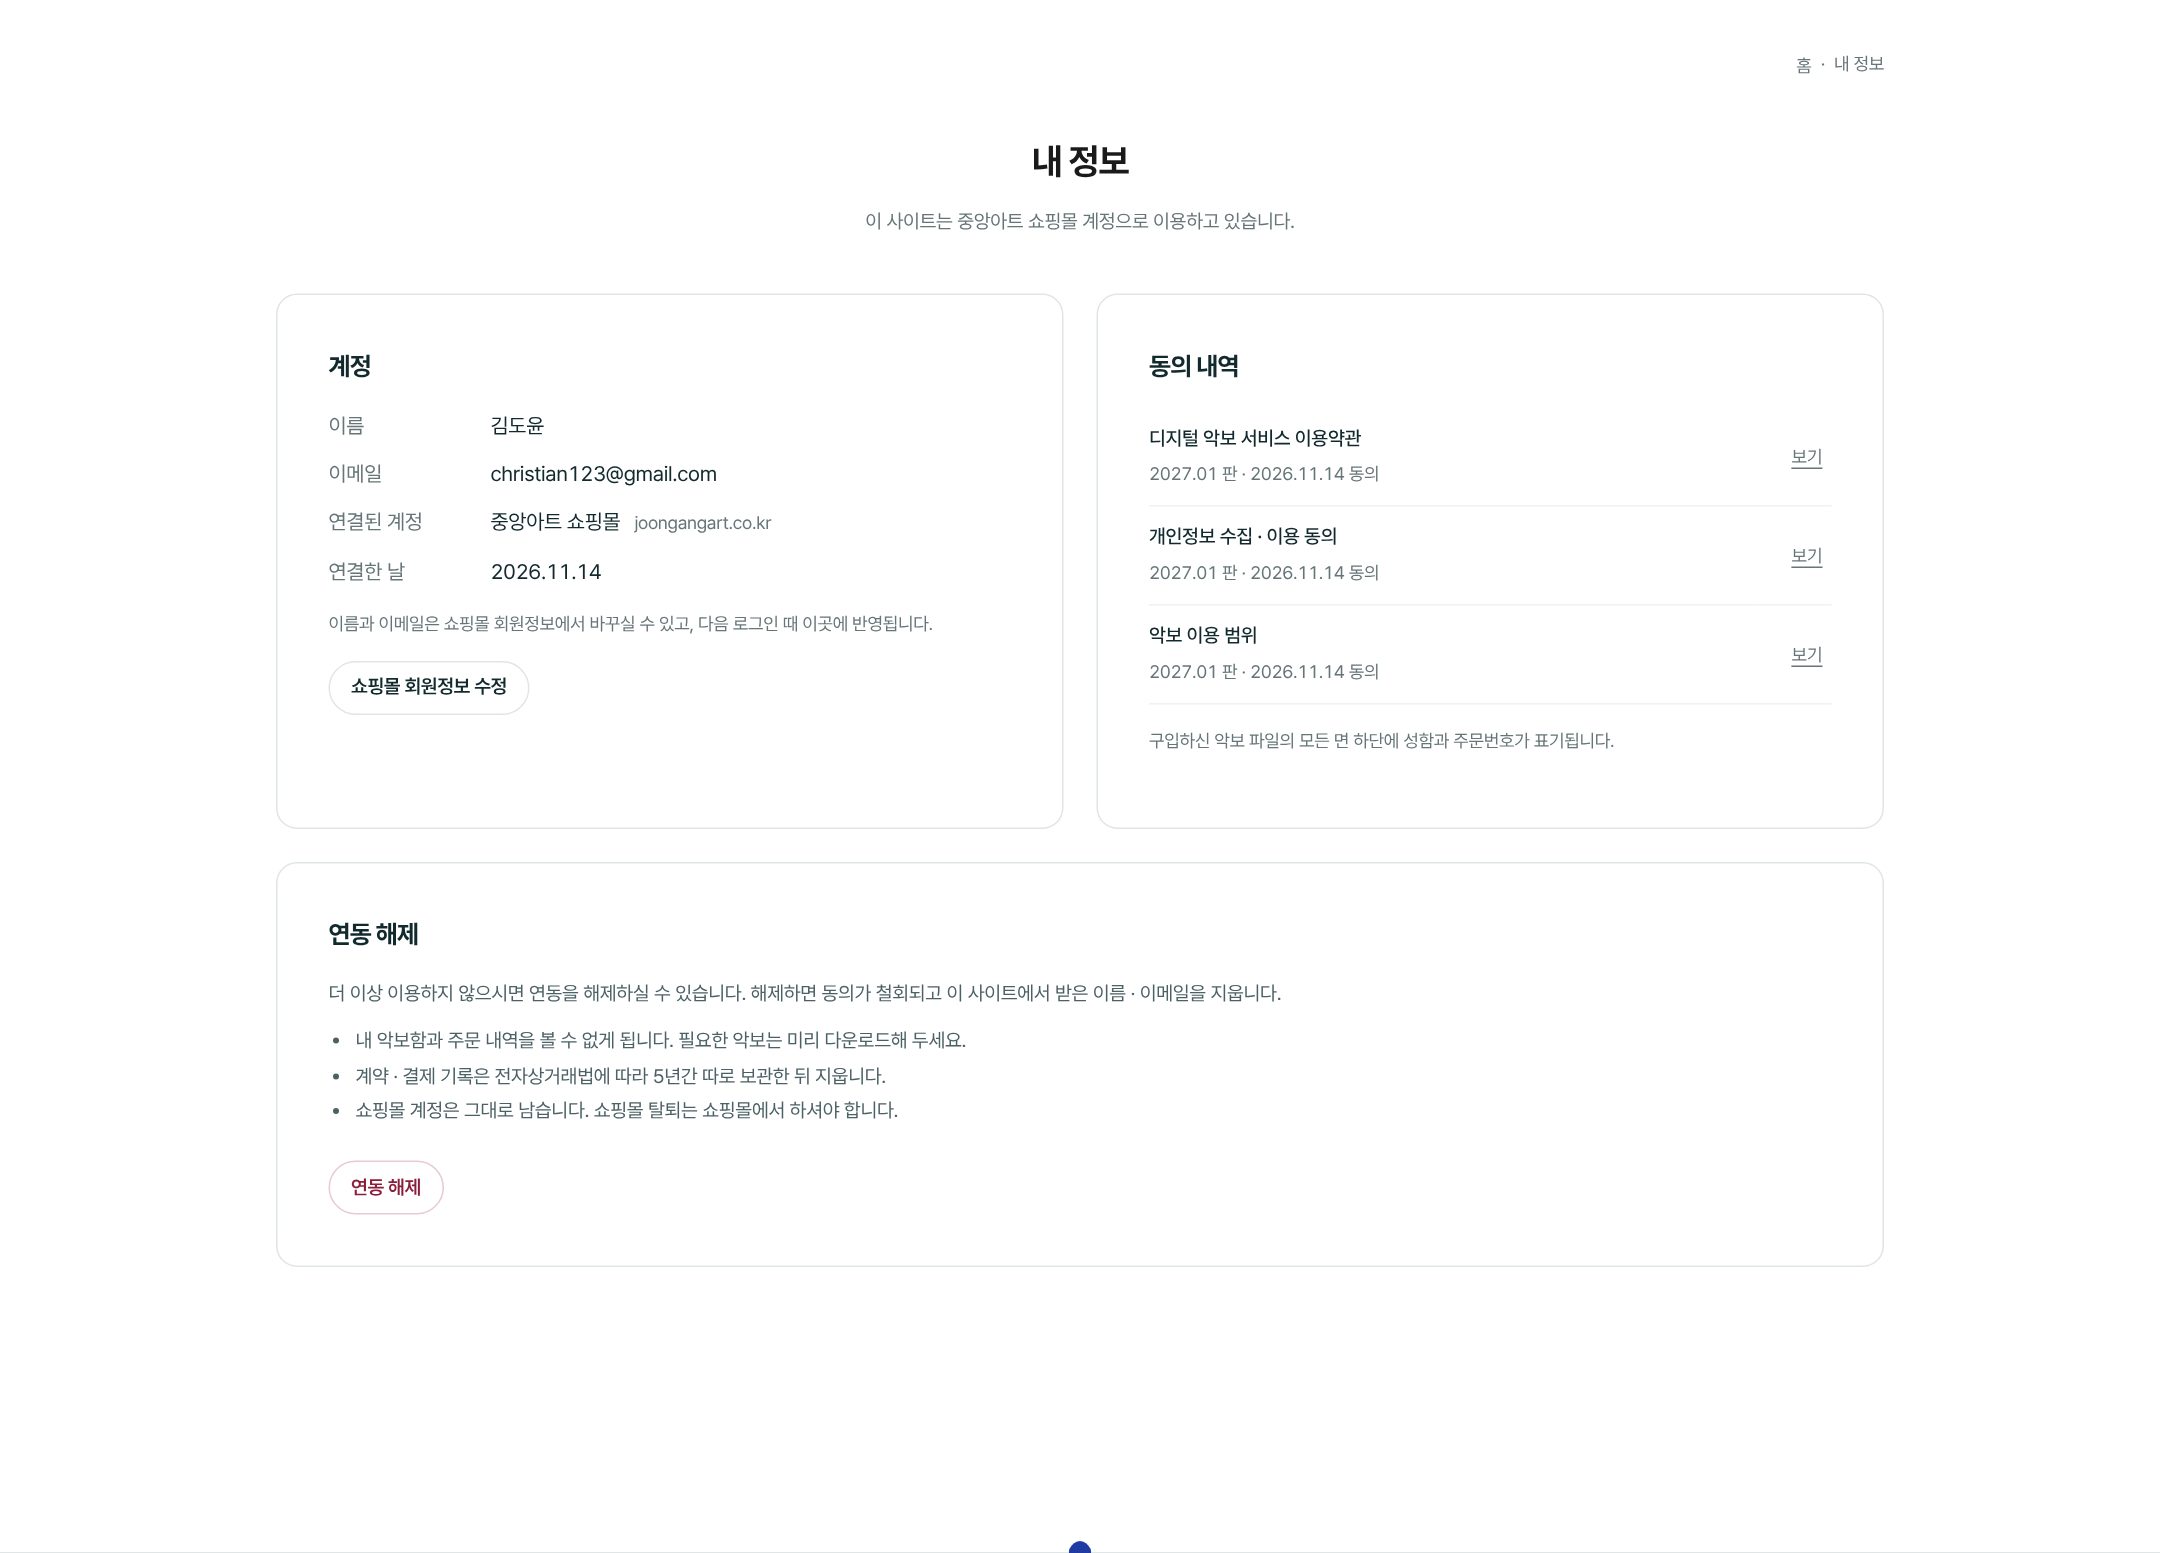 홈 · 내 정보
내 정보
이 사이트는 중앙아트 쇼핑몰 계정으로 이용하고 있습니다.
계정
이름 김도윤
이메일 christian123@gmail.com
연결된 계정 중앙아트 쇼핑몰 joongangart.co.kr
연결한 날 2026.11.14
이름과 이메일은 쇼핑몰 회원정보에서 바꾸실 수 있고, 다음 로그인 때 이곳에 반영됩니다.
쇼핑몰 회원정보 수정
동의 내역
디지털 악보 서비스 이용약관
2027.01 판 · 2026.11.14 동의
보기
개인정보 수집 · 이용 동의
2027.01 판 · 2026.11.14 동의
보기
악보 이용 범위
2027.01 판 · 2026.11.14 동의
보기
구입하신 악보 파일의 모든 면 하단에 성함과 주문번호가 표기됩니다.
연동 해제
더 이상 이용하지 않으시면 연동을 해제하실 수 있습니다. 해제하면 동의가 철회되고 이 사이트에서 받은 이름 · 이메일을 지웁니다.
• 내 악보함과 주문 내역을 볼 수 없게 됩니다. 필요한 악보는 미리 다운로드해 두세요.
• 계약 · 결제 기록은 전자상거래법에 따라 5년간 따로 보관한 뒤 지웁니다.
• 쇼핑몰 계정은 그대로 남습니다. 쇼핑몰 탈퇴는 쇼핑몰에서 하셔야 합니다.
연동 해제